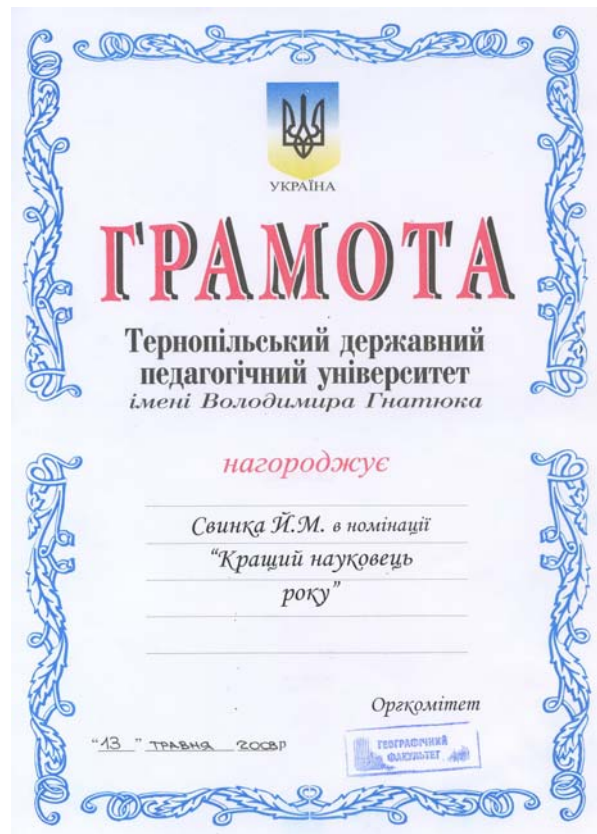 УКРАЇНА
ГРАМОТА
Тернопільський державний
педагогічний університет
імені Володимира Гнатюка
нагороджує
Свинка Й.М. в номінації
“Кращий науковець
року”
Оргкомітет
“13” травня 2008р
ГЕОГРАФІЧНИЙ
ФАКУЛЬТЕТ